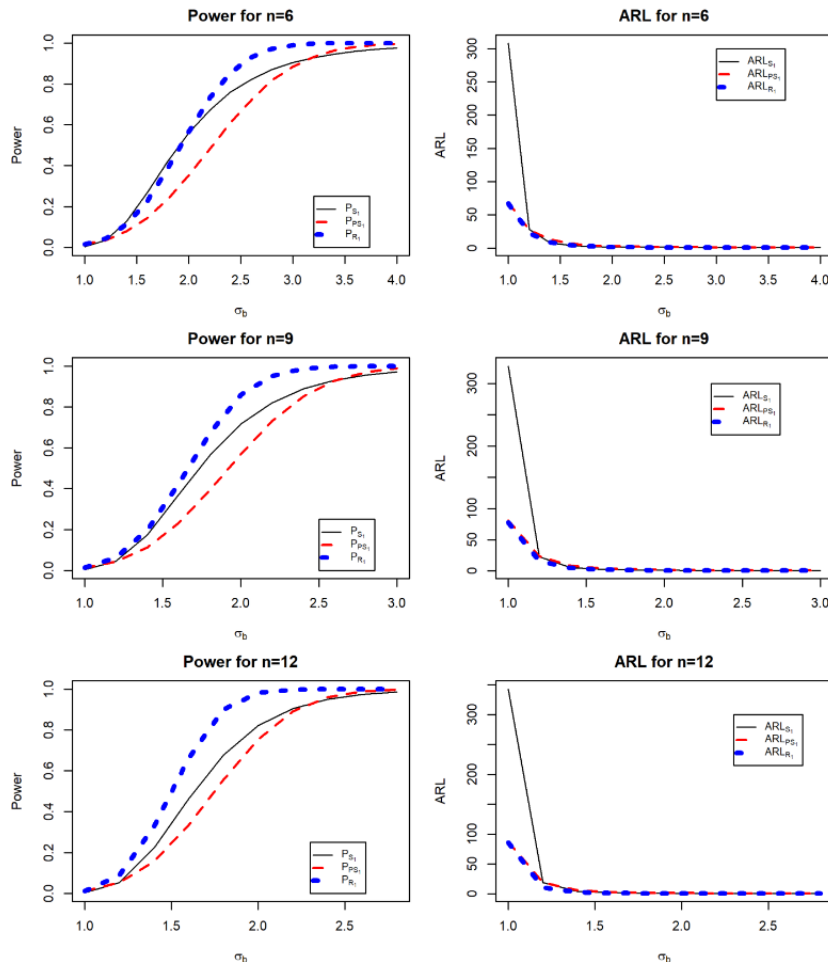 Power for n=6
Power
0.0 0.2 0.4 0.6 0.8 1.0
P_S₁
P_PS₁
P_R₁
1.0 1.5 2.0 2.5 3.0 3.5 4.0
σ_b
ARL for n=6
ARL
0 50 100 150 200 250 300
ARL_S₁
ARL_PS₁
ARL_R₁
1.0 1.5 2.0 2.5 3.0 3.5 4.0
σ_b
Power for n=9
Power
0.0 0.2 0.4 0.6 0.8 1.0
P_S₁
P_PS₁
P_R₁
1.0 1.5 2.0 2.5 3.0
σ_b
ARL for n=9
ARL
0 50 100 200 300
ARL_S₁
ARL_PS₁
ARL_R₁
1.0 1.5 2.0 2.5 3.0
σ_b
Power for n=12
Power
0.0 0.2 0.4 0.6 0.8 1.0
P_S₁
P_PS₁
P_R₁
1.0 1.5 2.0 2.5
σ_b
ARL for n=12
ARL
0 50 100 200 300
ARL_S₁
ARL_PS₁
ARL_R₁
1.0 1.5 2.0 2.5
σ_b